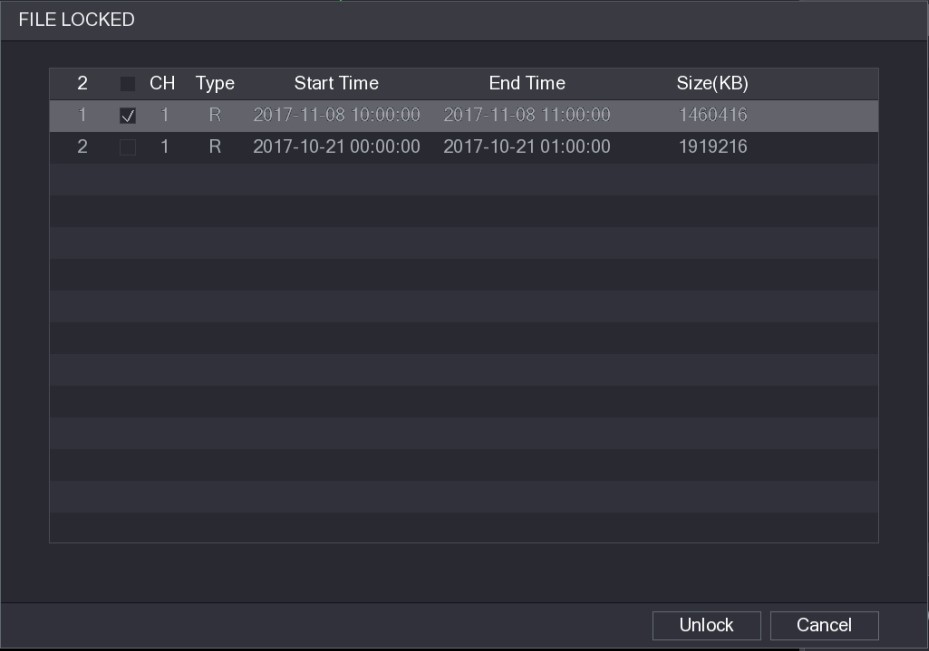 FILE LOCKED
2 CH Type Start Time End Time Size(KB)
1 1 R 2017-11-08 10:00:00 2017-11-08 11:00:00 1460416
2 1 R 2017-10-21 00:00:00 2017-10-21 01:00:00 1919216
Unlock Cancel